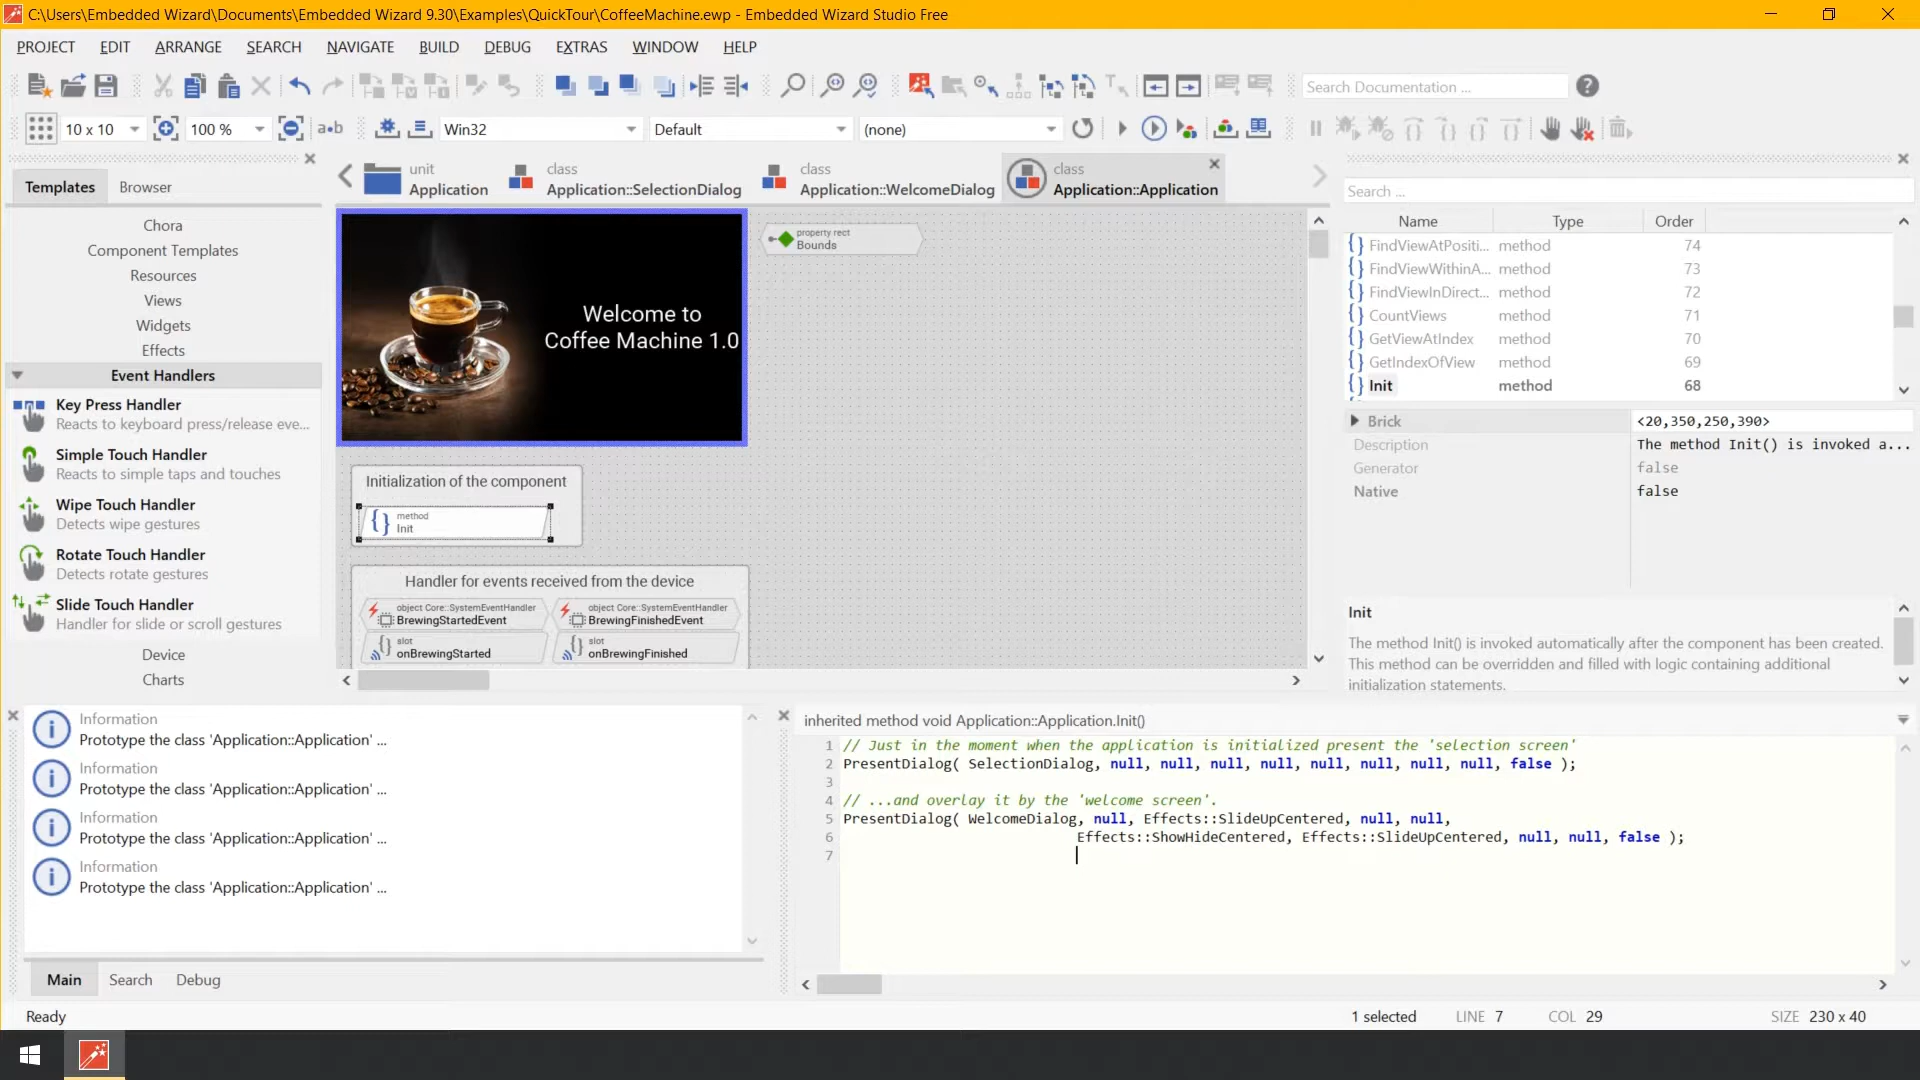 C:\Users\Embedded Wizard\Documents\Embedded Wizard 9.30\Examples\QuickTour\CoffeeMachine.ewp - Embedded Wizard Studio Free
PROJECT EDIT ARRANGE SEARCH NAVIGATE BUILD DEBUG EXTRAS WINDOW HELP
Search Documentation ...
10 x 10 100 % a•b Win32 Default (none)
Templates Browser
Chora
Component Templates
Resources
Views
Widgets
Effects
Event Handlers
Key Press Handler
Reacts to keyboard press/release eve...
Simple Touch Handler
Reacts to simple taps and touches
Wipe Touch Handler
Detects wipe gestures
Rotate Touch Handler
Detects rotate gestures
Slide Touch Handler
Handler for slide or scroll gestures
Device
Charts
unit
Application
class
Application::SelectionDialog
class
Application::WelcomeDialog
class
Application::Application
Welcome to
Coffee Machine 1.0
property rect
Bounds
Initialization of the component
method
Init
Handler for events received from the device
object Core::SystemEventHandler
BrewingStartedEvent
object Core::SystemEventHandler
BrewingFinishedEvent
slot
onBrewingStarted
slot
onBrewingFinished
Search ...
Name Type Order
FindViewAtPositi... method 74
FindViewWithinA... method 73
FindViewInDirect... method 72
CountViews method 71
GetViewAtIndex method 70
GetIndexOfView method 69
Init method 68
Brick <20,350,250,390>
Description The method Init() is invoked a...
Generator false
Native false
Init
The method Init() is invoked automatically after the component has been created.
This method can be overridden and filled with logic containing additional
initialization statements.
Information
Prototype the class 'Application::Application' ...
Information
Prototype the class 'Application::Application' ...
Information
Prototype the class 'Application::Application' ...
Information
Prototype the class 'Application::Application' ...
Main Search Debug
inherited method void Application::Application.Init()
1 // Just in the moment when the application is initialized present the 'selection screen'
2 PresentDialog( SelectionDialog, null, null, null, null, null, null, null, null, false );
3
4 // ...and overlay it by the 'welcome screen'.
5 PresentDialog( WelcomeDialog, null, Effects::SlideUpCentered, null, null,
6 Effects::ShowHideCentered, Effects::SlideUpCentered, null, null, false );
7
Ready 1 selected LINE 7 COL 29 SIZE 230 x 40